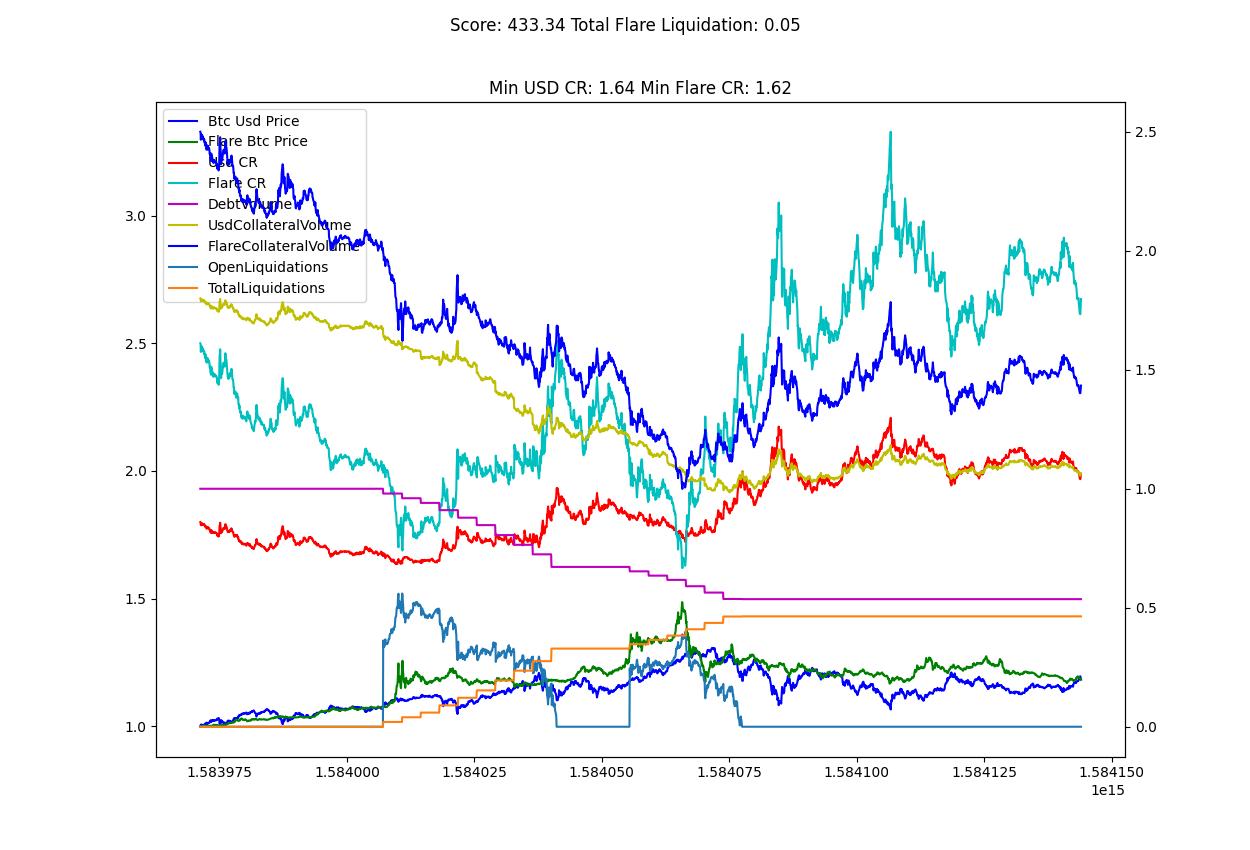 Score: 433.34 Total Flare Liquidation: 0.05
Min USD CR: 1.64 Min Flare CR: 1.62
Btc Usd Price
Flare Btc Price
Usd CR
Flare CR
DebtVolume
UsdCollateralVolume
FlareCollateralVolume
OpenLiquidations
TotalLiquidations
3.0
2.5
2.0
1.5
1.0
2.5
2.0
1.5
1.0
0.5
0.0
1.583975
1.584000
1.584025
1.584050
1.584075
1.584100
1.584125
1.584150
1e15